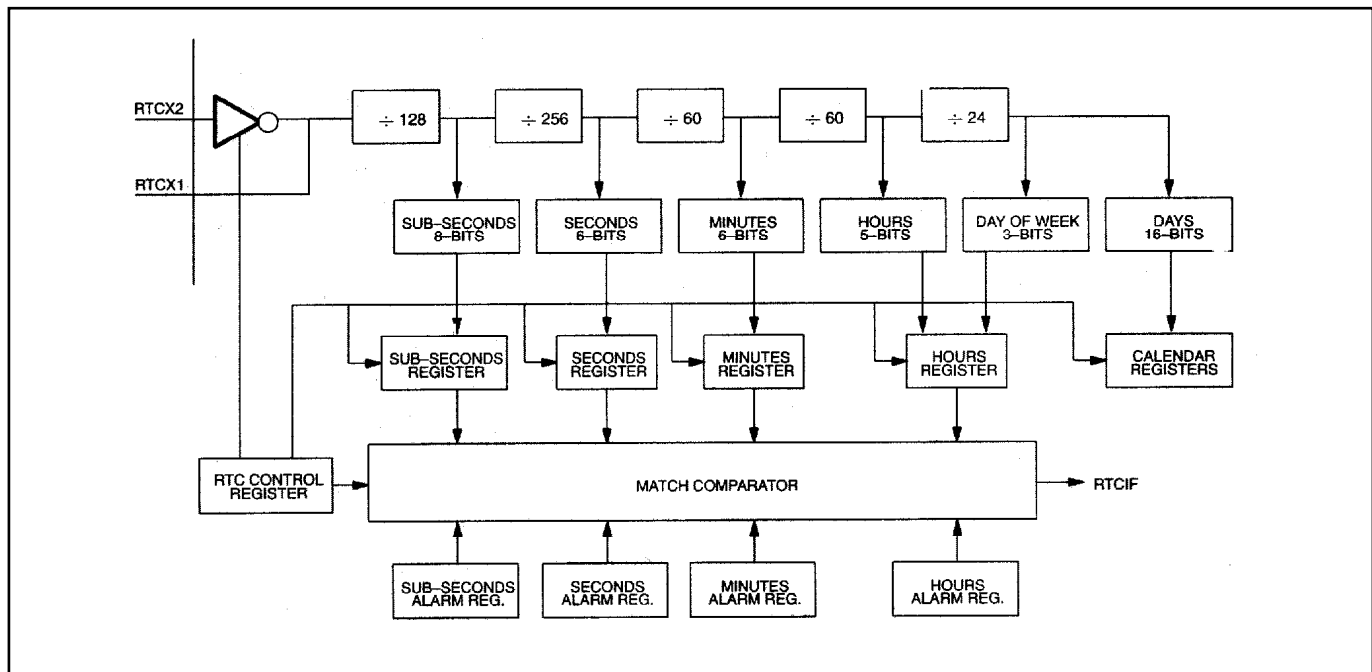 RTCX2
÷ 128
÷ 256
÷ 60
÷ 60
÷ 24
RTCX1
SUB–SECONDS
8–BITS
SECONDS
6–BITS
MINUTES
6–BITS
HOURS
5–BITS
DAY OF WEEK
3–BITS
DAYS
16–BITS
SUB–SECONDS
REGISTER
SECONDS
REGISTER
MINUTES
REGISTER
HOURS
REGISTER
CALENDAR
REGISTERS
RTC CONTROL
REGISTER
MATCH COMPARATOR
RTCIF
SUB–SECONDS
ALARM REG.
SECONDS
ALARM REG.
MINUTES
ALARM REG.
HOURS
ALARM REG.